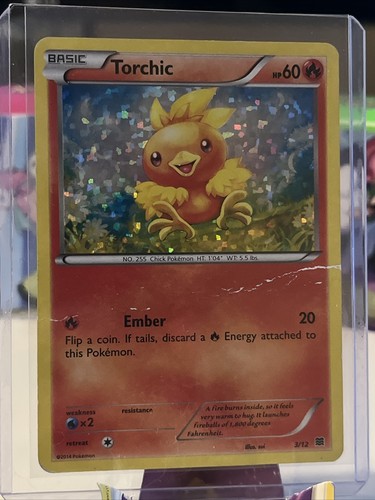 BASIC
Torchic
HP 60
NO. 255 Chick Pokémon HT. 1'04" WT. 5.5 lbs.
Ember 20
Flip a coin. If tails, discard a Energy attached to
this Pokémon.
weakness resistance
×2
retreat
A fire burns inside, so it feels
very warm to hug. It launches
fireballs of 1,800 degrees
Fahrenheit.
©2014 Pokémon
Illus. sui
3/12